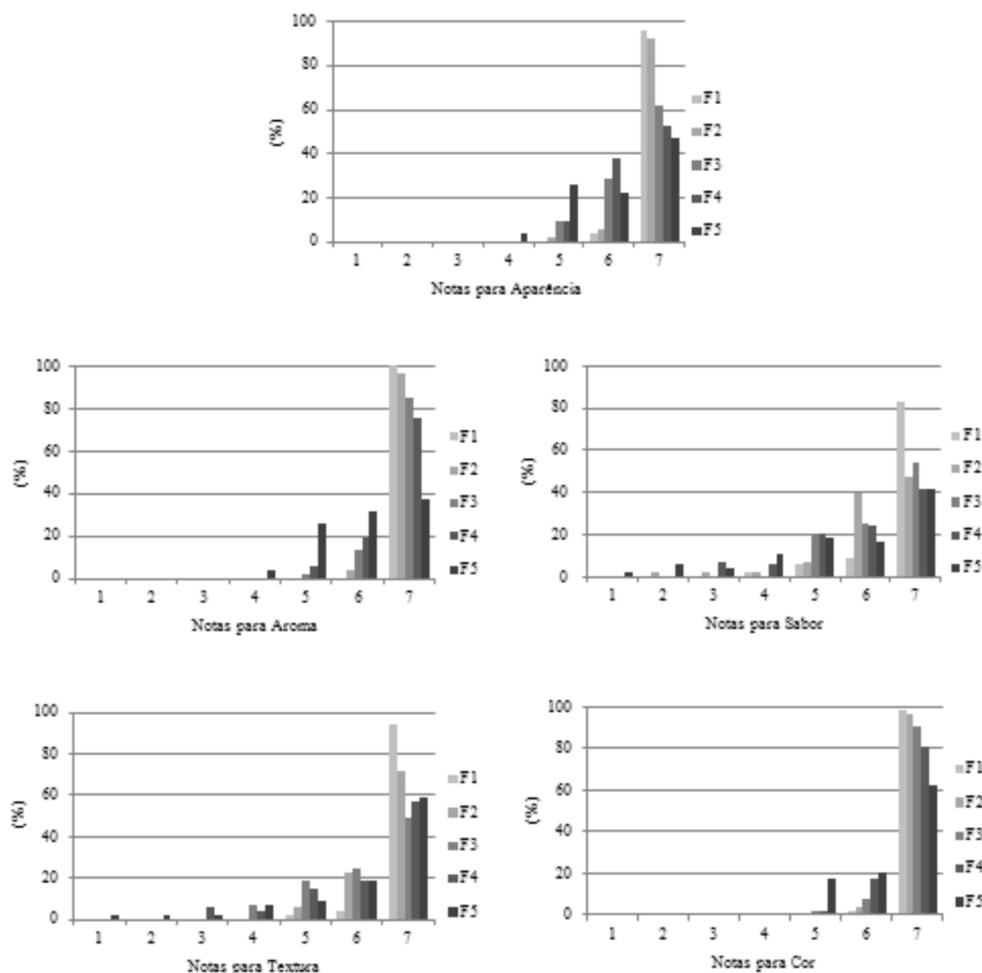 100
80
60
40
20
0
(%)
1 2 3 4 5 6 7
Notas para Aparência
F1
F2
F3
F4
F5
100
80
60
40
20
0
(%)
1 2 3 4 5 6 7
Notas para Aroma
F1
F2
F3
F4
F5
100
80
60
40
20
0
(%)
1 2 3 4 5 6 7
Notas para Sabor
F1
F2
F3
F4
F5
100
80
60
40
20
0
(%)
1 2 3 4 5 6 7
Notas para Textura
F1
F2
F3
F4
F5
100
80
60
40
20
0
(%)
1 2 3 4 5 6 7
Notas para Cor
F1
F2
F3
F4
F5